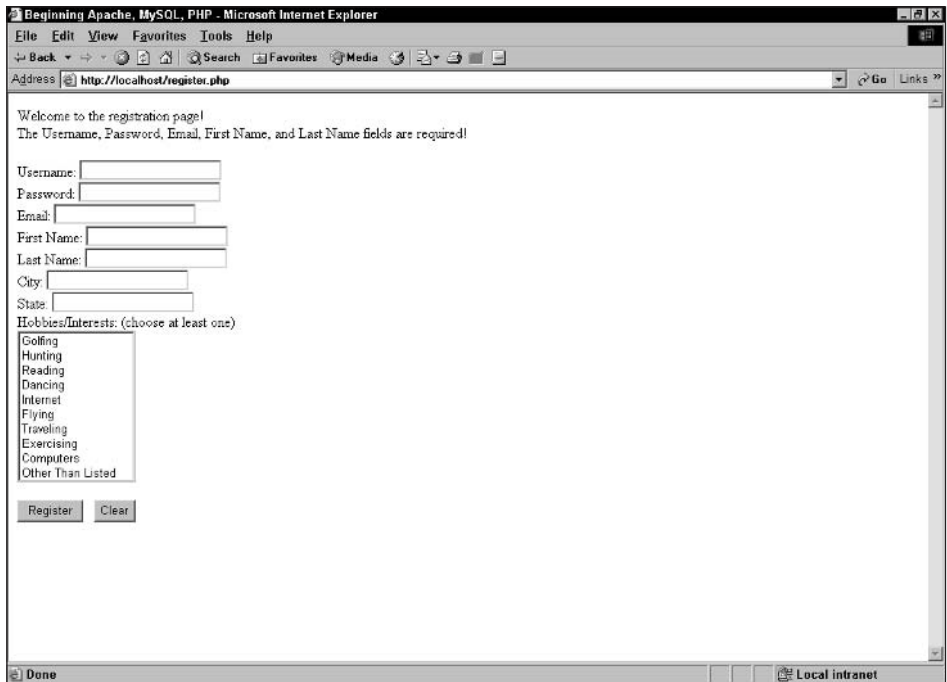 Beginning Apache, MySQL, PHP - Microsoft Internet Explorer
File Edit View Favorites Tools Help
Back Search Favorites Media
Address http://localhost/register.php Go Links »
Welcome to the registration page!
The Username, Password, Email, First Name, and Last Name fields are required!
Username:
Password:
Email:
First Name:
Last Name:
City:
State:
Hobbies/Interests: (choose at least one)
Golfing
Hunting
Reading
Dancing
Internet
Flying
Traveling
Exercising
Computers
Other Than Listed
Register Clear
Done Local intranet